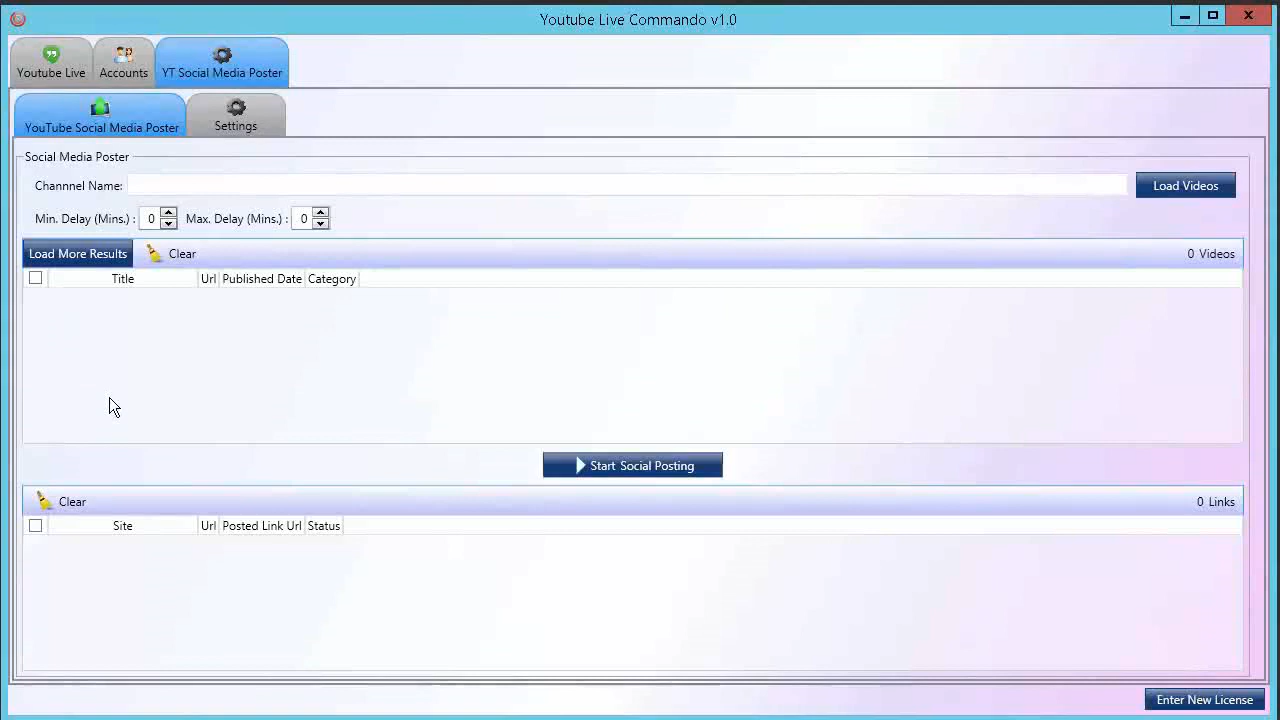 Youtube Live Commando v1.0
Youtube Live Accounts YT Social Media Poster
YouTube Social Media Poster Settings
Social Media Poster
Channnel Name: Load Videos
Min. Delay (Mins.) : 0 Max. Delay (Mins.) : 0
Load More Results Clear 0 Videos
Title Url Published Date Category
Start Social Posting
Clear 0 Links
Site Url Posted Link Url Status
Enter New License